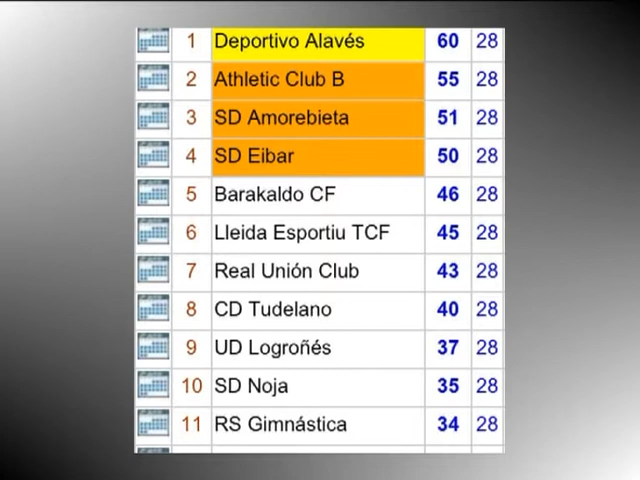 1 Deportivo Alavés 60 28
2 Athletic Club B 55 28
3 SD Amorebieta 51 28
4 SD Eibar 50 28
5 Barakaldo CF 46 28
6 Lleida Esportiu TCF 45 28
7 Real Unión Club 43 28
8 CD Tudelano 40 28
9 UD Logroñés 37 28
10 SD Noja 35 28
11 RS Gimnástica 34 28